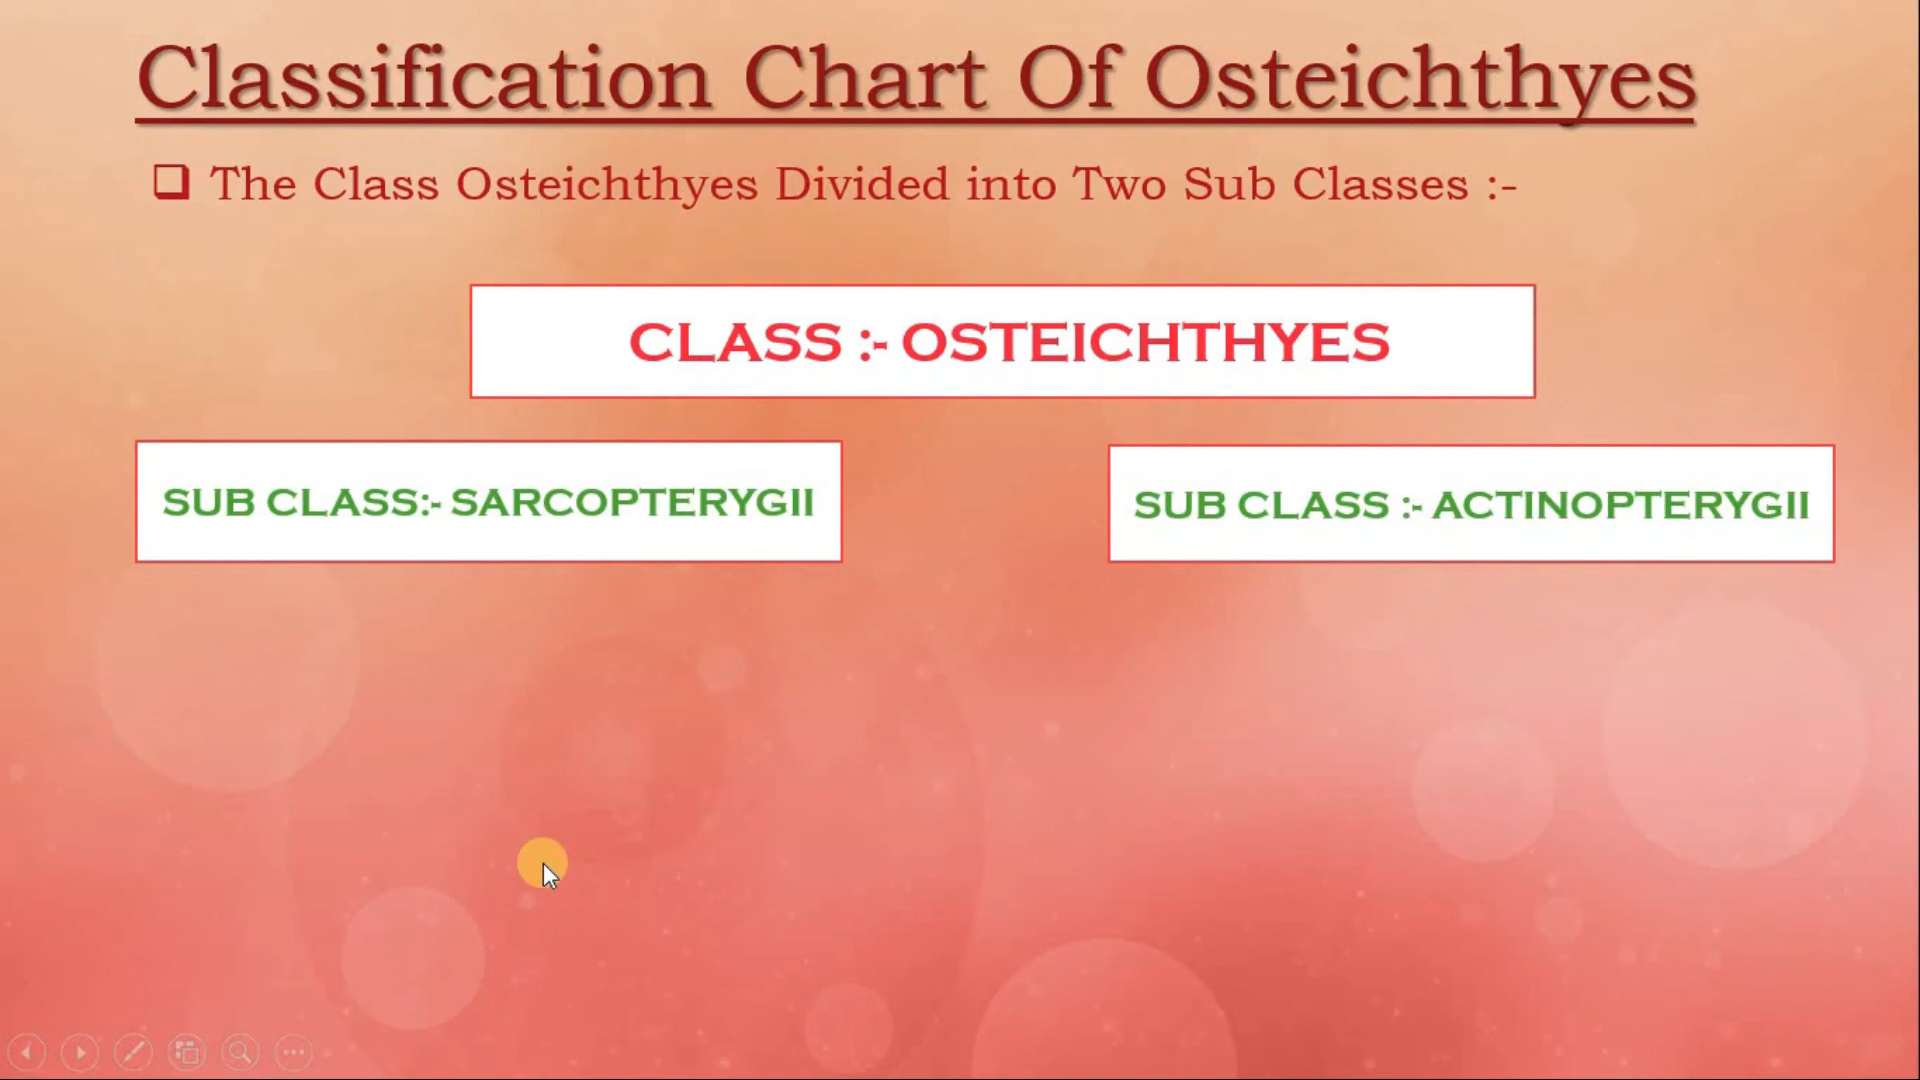 Classification Chart Of Osteichthyes
The Class Osteichthyes Divided into Two Sub Classes :-
CLASS :- OSTEICHTHYES
SUB CLASS:- SARCOPTERYGII
SUB CLASS :- ACTINOPTERYGII